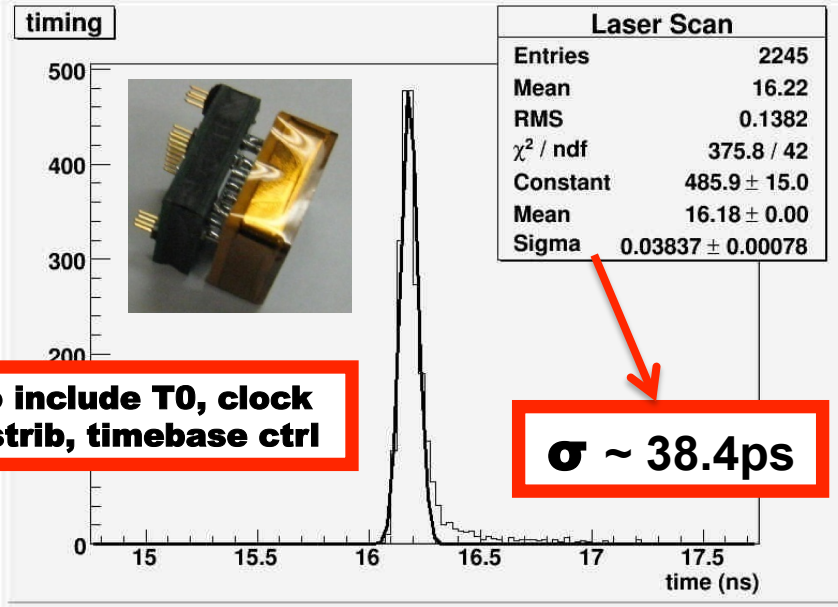 timing
Laser Scan
Entries 2245
Mean 16.22
RMS 0.1382
χ² / ndf 375.8 / 42
Constant 485.9 ± 15.0
Mean 16.18 ± 0.00
Sigma 0.03837 ± 0.00078
500
400
300
200
include T0, clock
strib, timebase ctrl
σ ~ 38.4ps
0
15 15.5 16 16.5 17 17.5
time (ns)